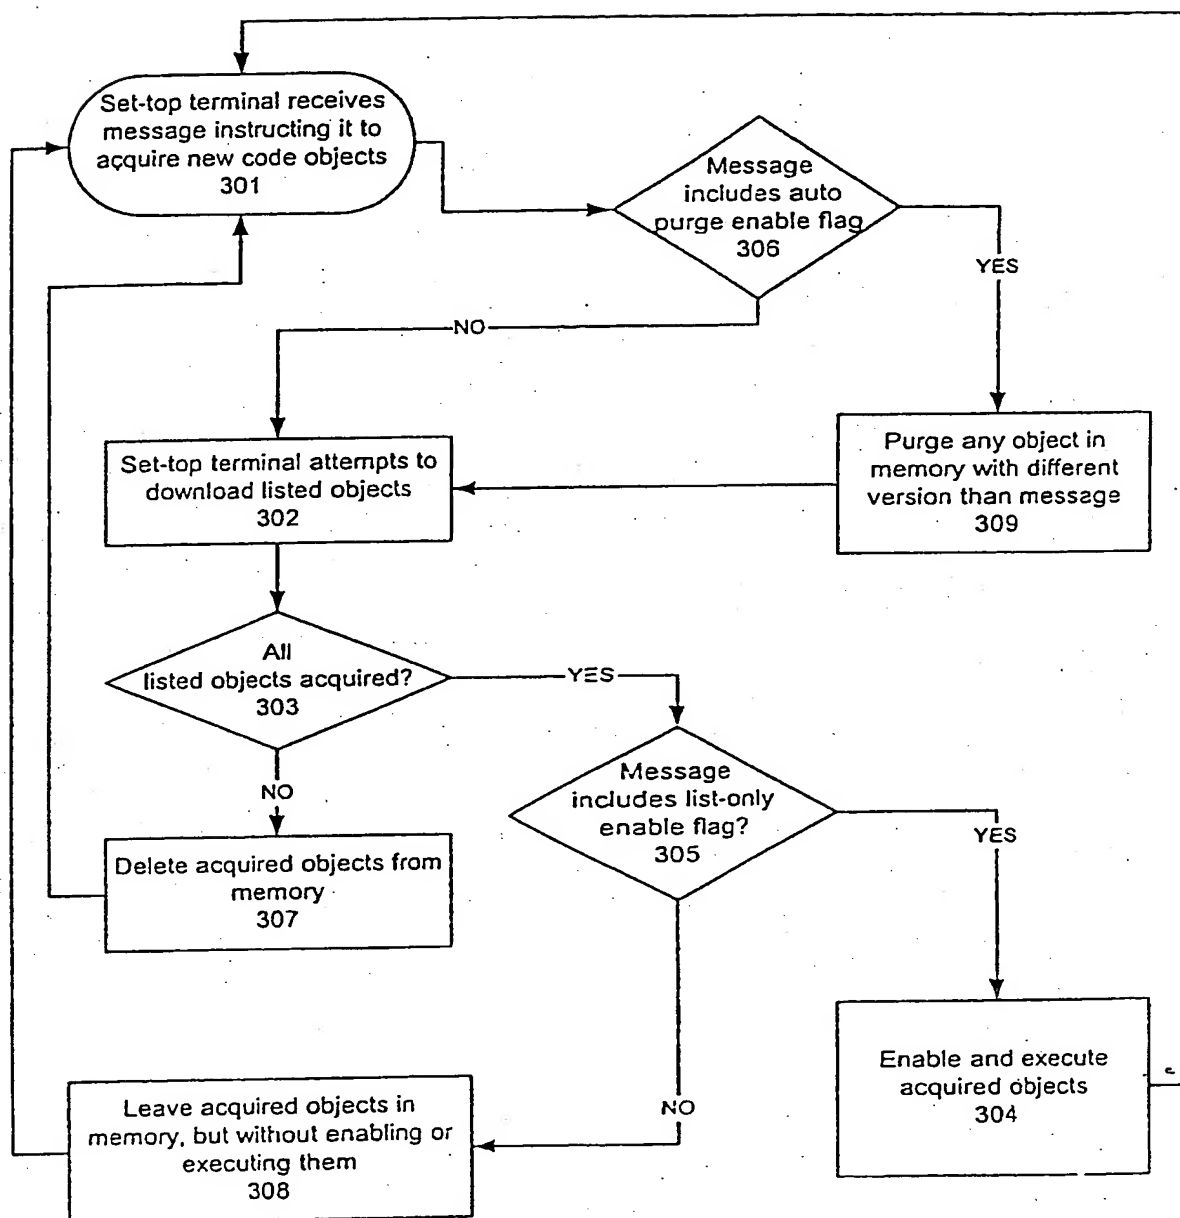 Set-top terminal receives
message instructing it to
acquire new code objects
301
Message
includes auto
purge enable flag
306
YES
NO
Set-top terminal attempts to
download listed objects
302
Purge any object in
memory with different
version than message
309
All
listed objects acquired?
303
YES
NO
Message
includes list-only
enable flag?
305
YES
Delete acquired objects from
memory
307
NO
Enable and execute
acquired objects
304
Leave acquired objects in
memory, but without enabling or
executing them
308